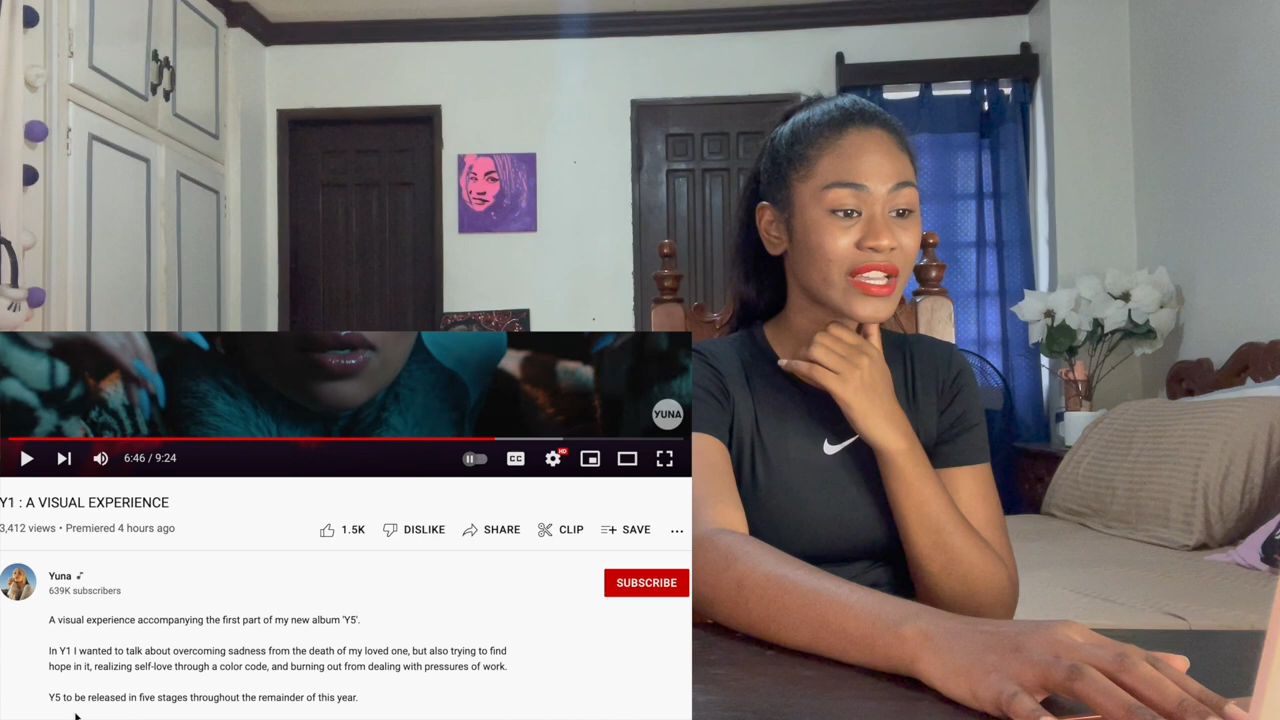 YUNA
6:46 / 9:24
CC
HD
Y1 : A VISUAL EXPERIENCE
3,412 views • Premiered 4 hours ago
1.5K DISLIKE SHARE CLIP SAVE ...
Yuna
639K subscribers
SUBSCRIBE
A visual experience accompanying the first part of my new album 'Y5'.
In Y1 I wanted to talk about overcoming sadness from the death of my loved one, but also trying to find
hope in it, realizing self-love through a color code, and burning out from dealing with pressures of work.
Y5 to be released in five stages throughout the remainder of this year.